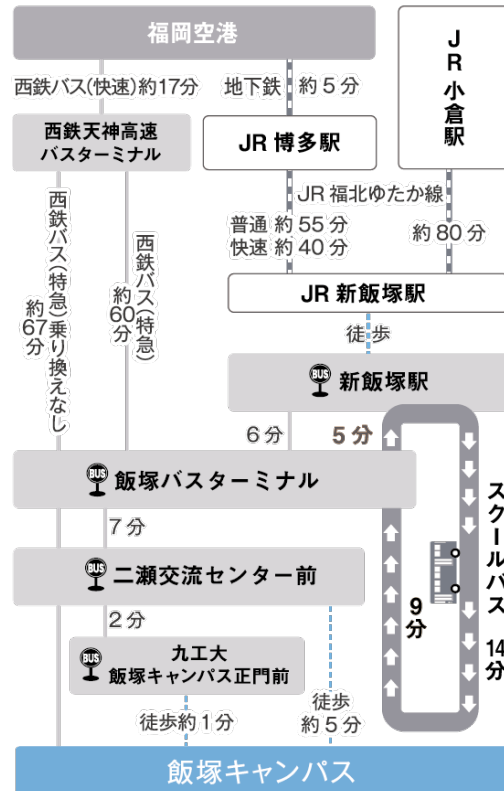 福岡空港
JR 小倉駅
西鉄バス(快速)約17分
地下鉄 約5分
西鉄天神高速
バスターミナル
JR 博多駅
JR 福北ゆたか線
普通 約55分
快速 約40分
約80分
西鉄バス(特急)乗り換えなし
約67分
西鉄バス(特急)
約60分
JR 新飯塚駅
徒歩
BUS 新飯塚駅
6分
5分
BUS 飯塚バスターミナル
スクールバス 14分
7分
BUS 二瀬交流センター前
9分
2分
BUS 九工大
飯塚キャンパス正門前
徒歩約1分
徒歩
約5分
飯塚キャンパス